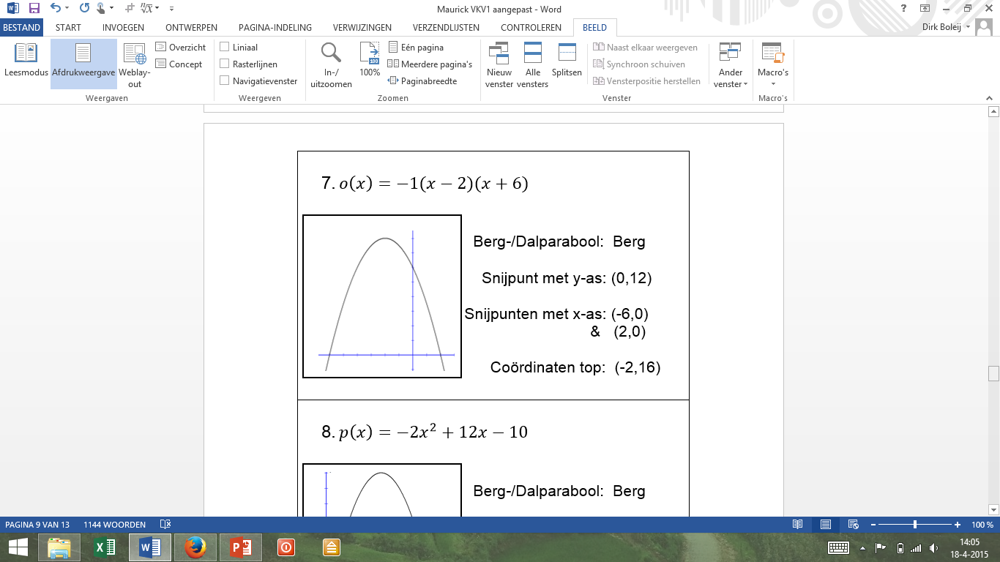 Maurick VKV1 aangepast - Word
BESTAND START INVOEGEN ONTWERPEN PAGINA-INDELING VERWIJZINGEN VERZENDLIJSTEN CONTROLEREN BEELD Dirk Boleij
Leesmodus Afdrukweergave Weblay-out
Overzicht
Concept
Weergaven
Liniaal
Rasterlijnen
Navigatievenster
Weergeven
In-/uitzoomen 100%
Eén pagina
Meerdere pagina's
Paginabreedte
Zoomen
Nieuw venster Alle vensters Splitsen
Naast elkaar weergeven
Synchroon schuiven
Vensterpositie herstellen
Venster
Ander venster
Macro's
Macro's
7. o(x) = −1(x − 2)(x + 6)
Berg-/Dalparabool: Berg
Snijpunt met y-as: (0,12)
Snijpunten met x-as: (-6,0)
& (2,0)
Coördinaten top: (-2,16)
8. p(x) = −2x² + 12x − 10
Berg-/Dalparabool: Berg
PAGINA 9 VAN 13 1144 WOORDEN 100 %
14:05
18-4-2015